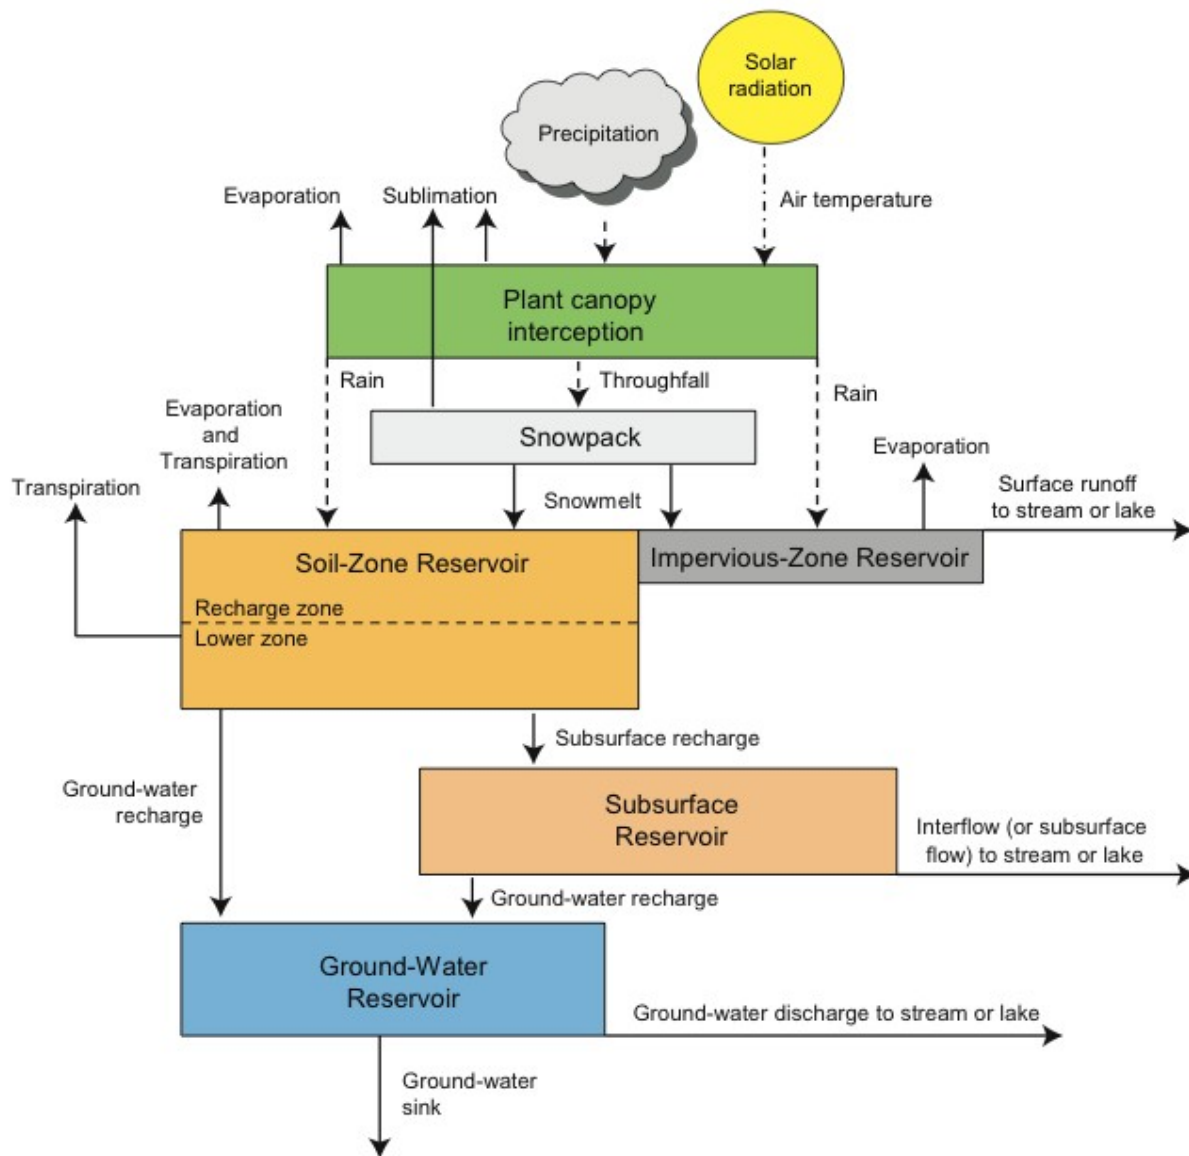 Solar
radiation
Precipitation
Evaporation
Sublimation
Air temperature
Plant canopy
interception
Rain
Throughfall
Rain
Evaporation
and
Transpiration
Snowpack
Evaporation
Transpiration
Snowmelt
Surface runoff
to stream or lake
Soil-Zone Reservoir
Impervious-Zone Reservoir
Recharge zone
Lower zone
Subsurface recharge
Ground-water
recharge
Subsurface
Reservoir
Interflow (or subsurface
flow) to stream or lake
Ground-water recharge
Ground-Water
Reservoir
Ground-water discharge to stream or lake
Ground-water
sink